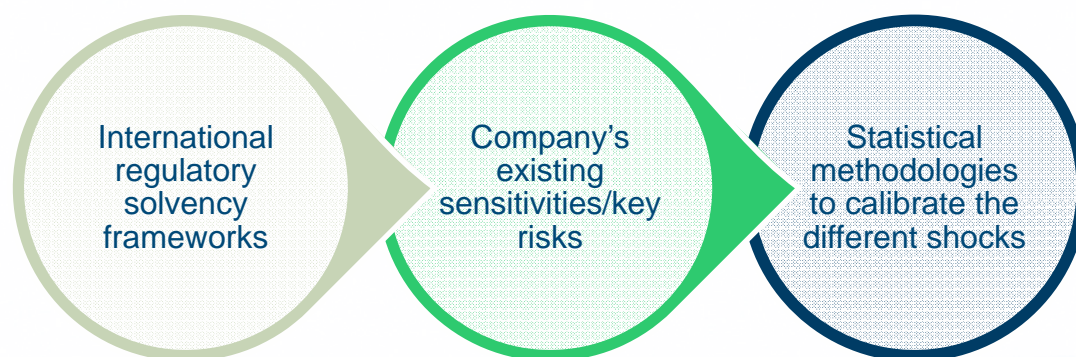 International
regulatory
solvency
frameworks
Company’s
existing
sensitivities/key
risks
Statistical
methodologies
to calibrate the
different shocks